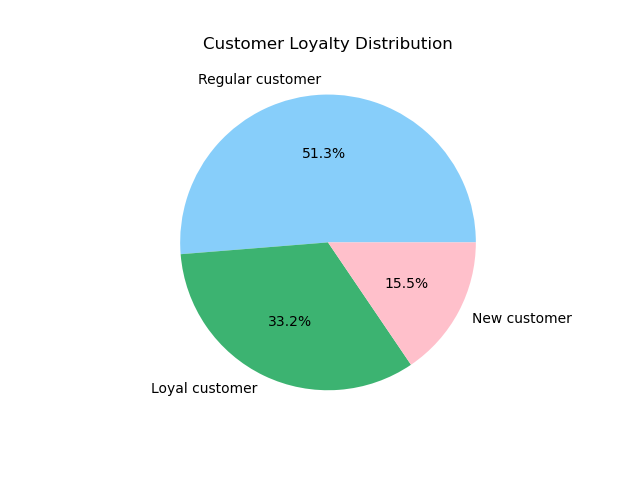 Customer Loyalty Distribution
Regular customer
51.3%
15.5%
New customer
33.2%
Loyal customer